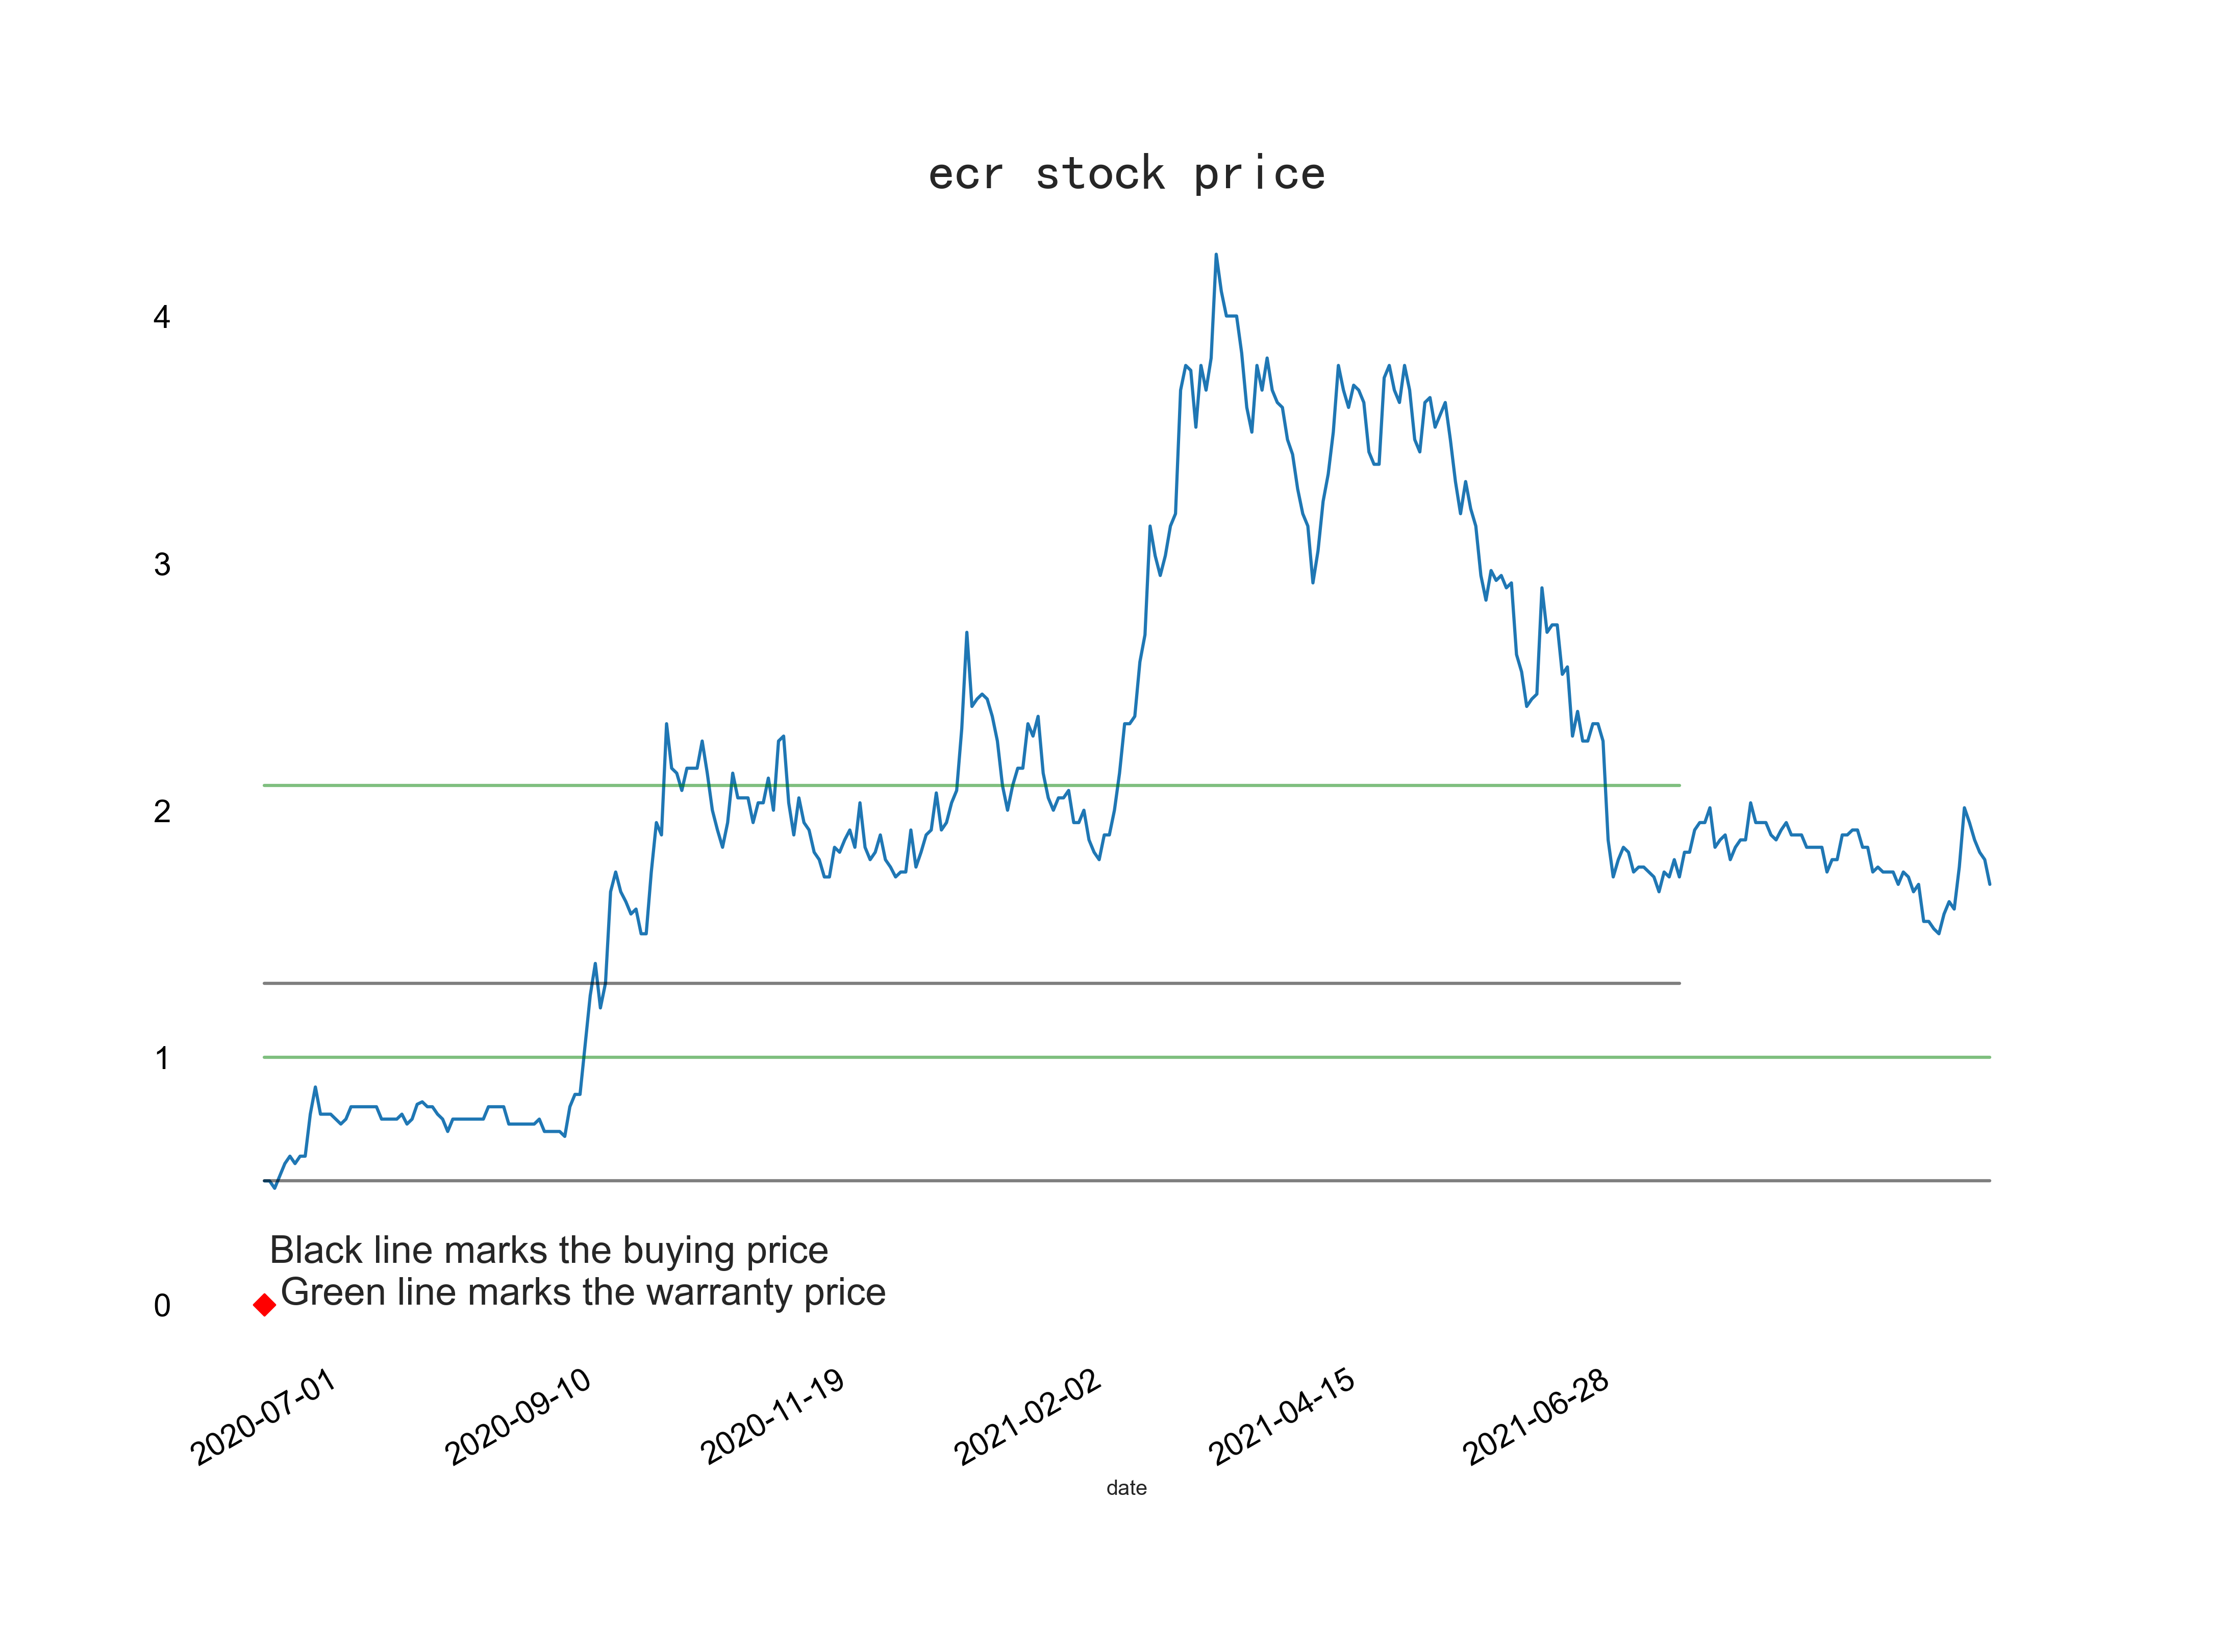 ecr stock price
4
3
2
1
0
Black line marks the buying price
Green line marks the warranty price
2020-07-01
2020-09-10
2020-11-19
2021-02-02
2021-04-15
2021-06-28
date